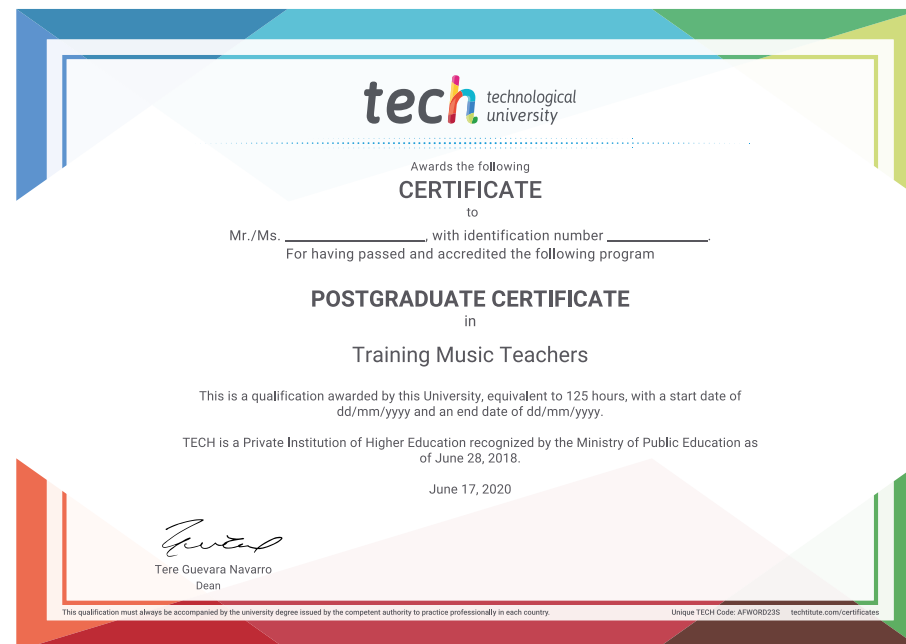 tech technological
university
Awards the following
CERTIFICATE
to
Mr./Ms. ____________, with identification number ____________.
For having passed and accredited the following program
POSTGRADUATE CERTIFICATE
in
Training Music Teachers
This is a qualification awarded by this University, equivalent to 125 hours, with a start date of
dd/mm/yyyy and an end date of dd/mm/yyyy.
TECH is a Private Institution of Higher Education recognized by the Ministry of Public Education as
of June 28, 2018.
June 17, 2020
Tere Guevara Navarro
Dean
This qualification must always be accompanied by the university degree issued by the competent authority to practice professionally in each country. Unique TECH Code: AFWORD23S techtitute.com/certificates